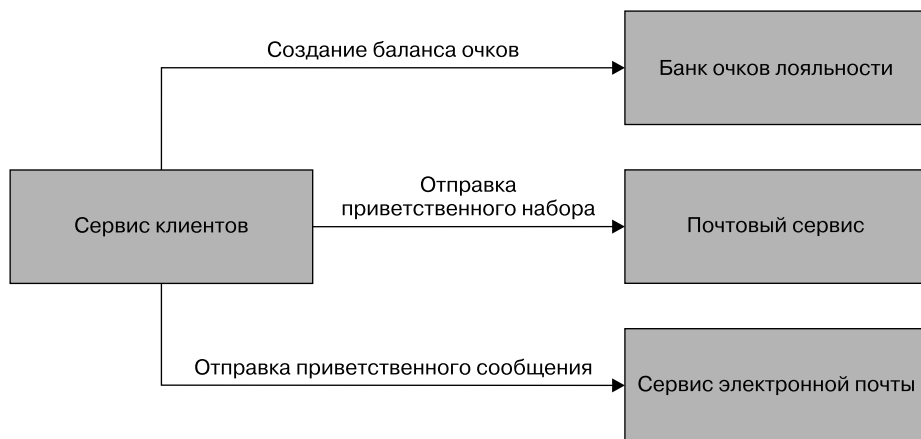 Создание баланса очков
Банк очков лояльности
Отправка
приветственного набора
Сервис клиентов
Почтовый сервис
Отправка приветственного сообщения
Сервис электронной почты